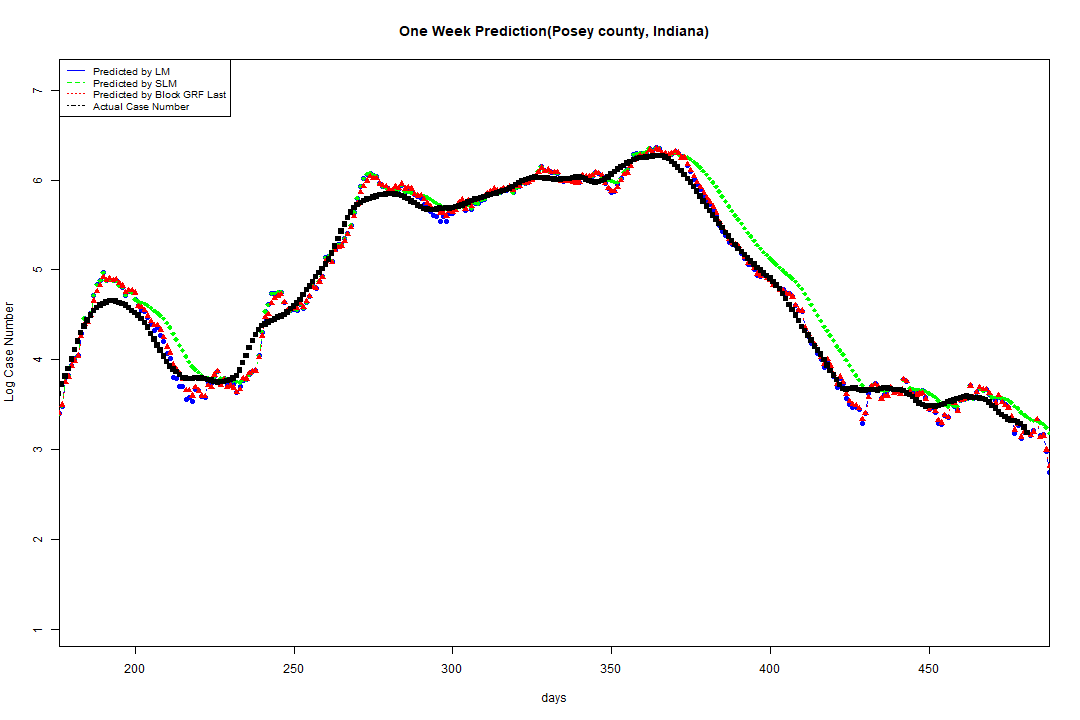 One Week Prediction(Posey county, Indiana)
Predicted by LM
Predicted by SLM
Predicted by Block GRF Last
Actual Case Number
7
6
5
4
3
2
1
Log Case Number
200 250 300 350 400 450
days